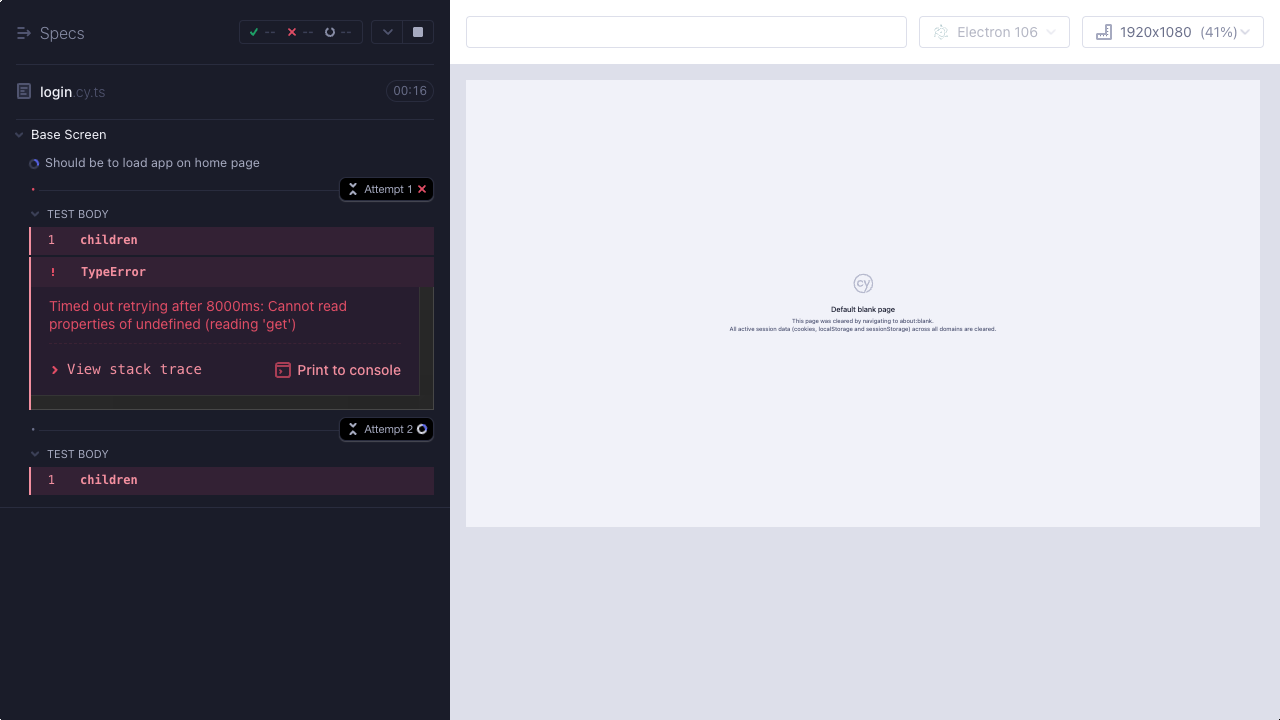 Specs
--
--
--
login.cy.ts
00:16
Base Screen
Should be to load app on home page
Attempt 1
TEST BODY
1 children
! TypeError
Timed out retrying after 8000ms: Cannot read
properties of undefined (reading 'get')
View stack trace
Print to console
Attempt 2
TEST BODY
1 children
Electron 106
1920x1080 (41%)
cy
Default blank page
This page was cleared by navigating to about:blank.
All active session data (cookies, localStorage and sessionStorage) across all domains are cleared.